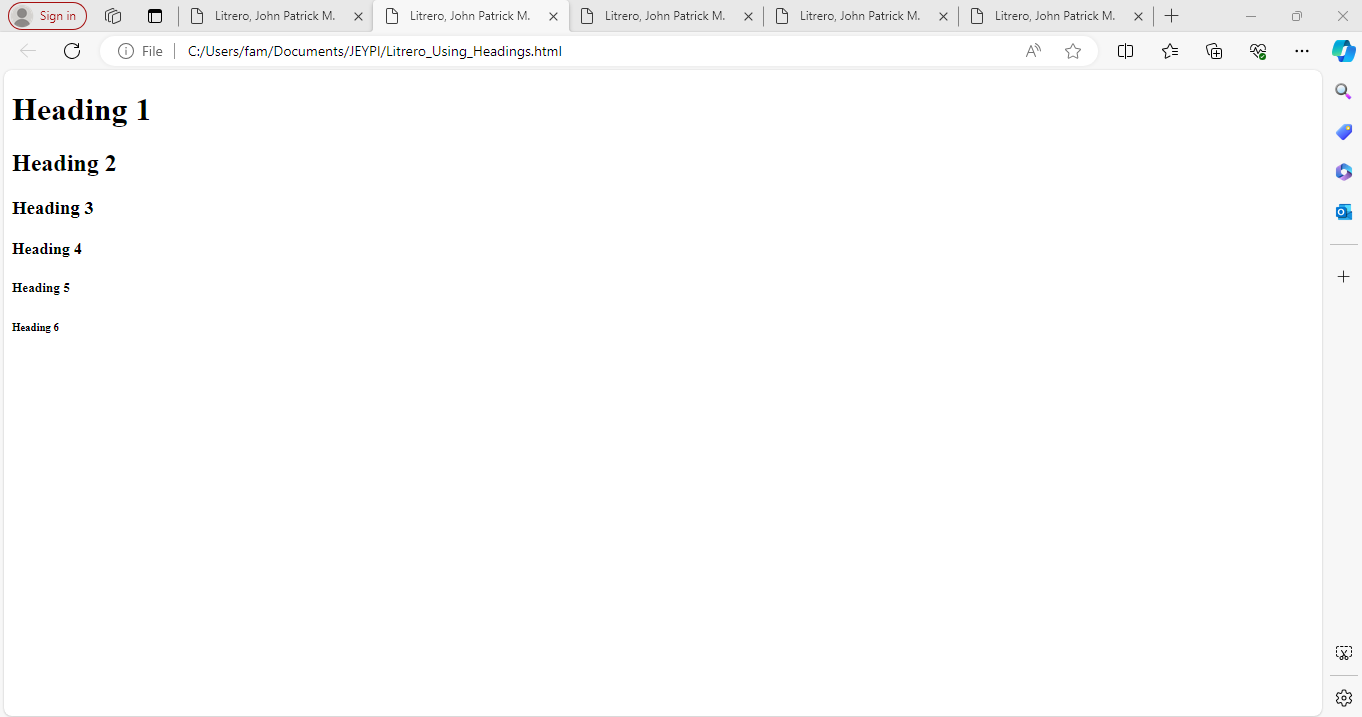 Sign in
Litrero, John Patrick M.
Litrero, John Patrick M.
Litrero, John Patrick M.
Litrero, John Patrick M.
Litrero, John Patrick M.
File C:/Users/fam/Documents/JEYPI/Litrero_Using_Headings.html
Heading 1
Heading 2
Heading 3
Heading 4
Heading 5
Heading 6